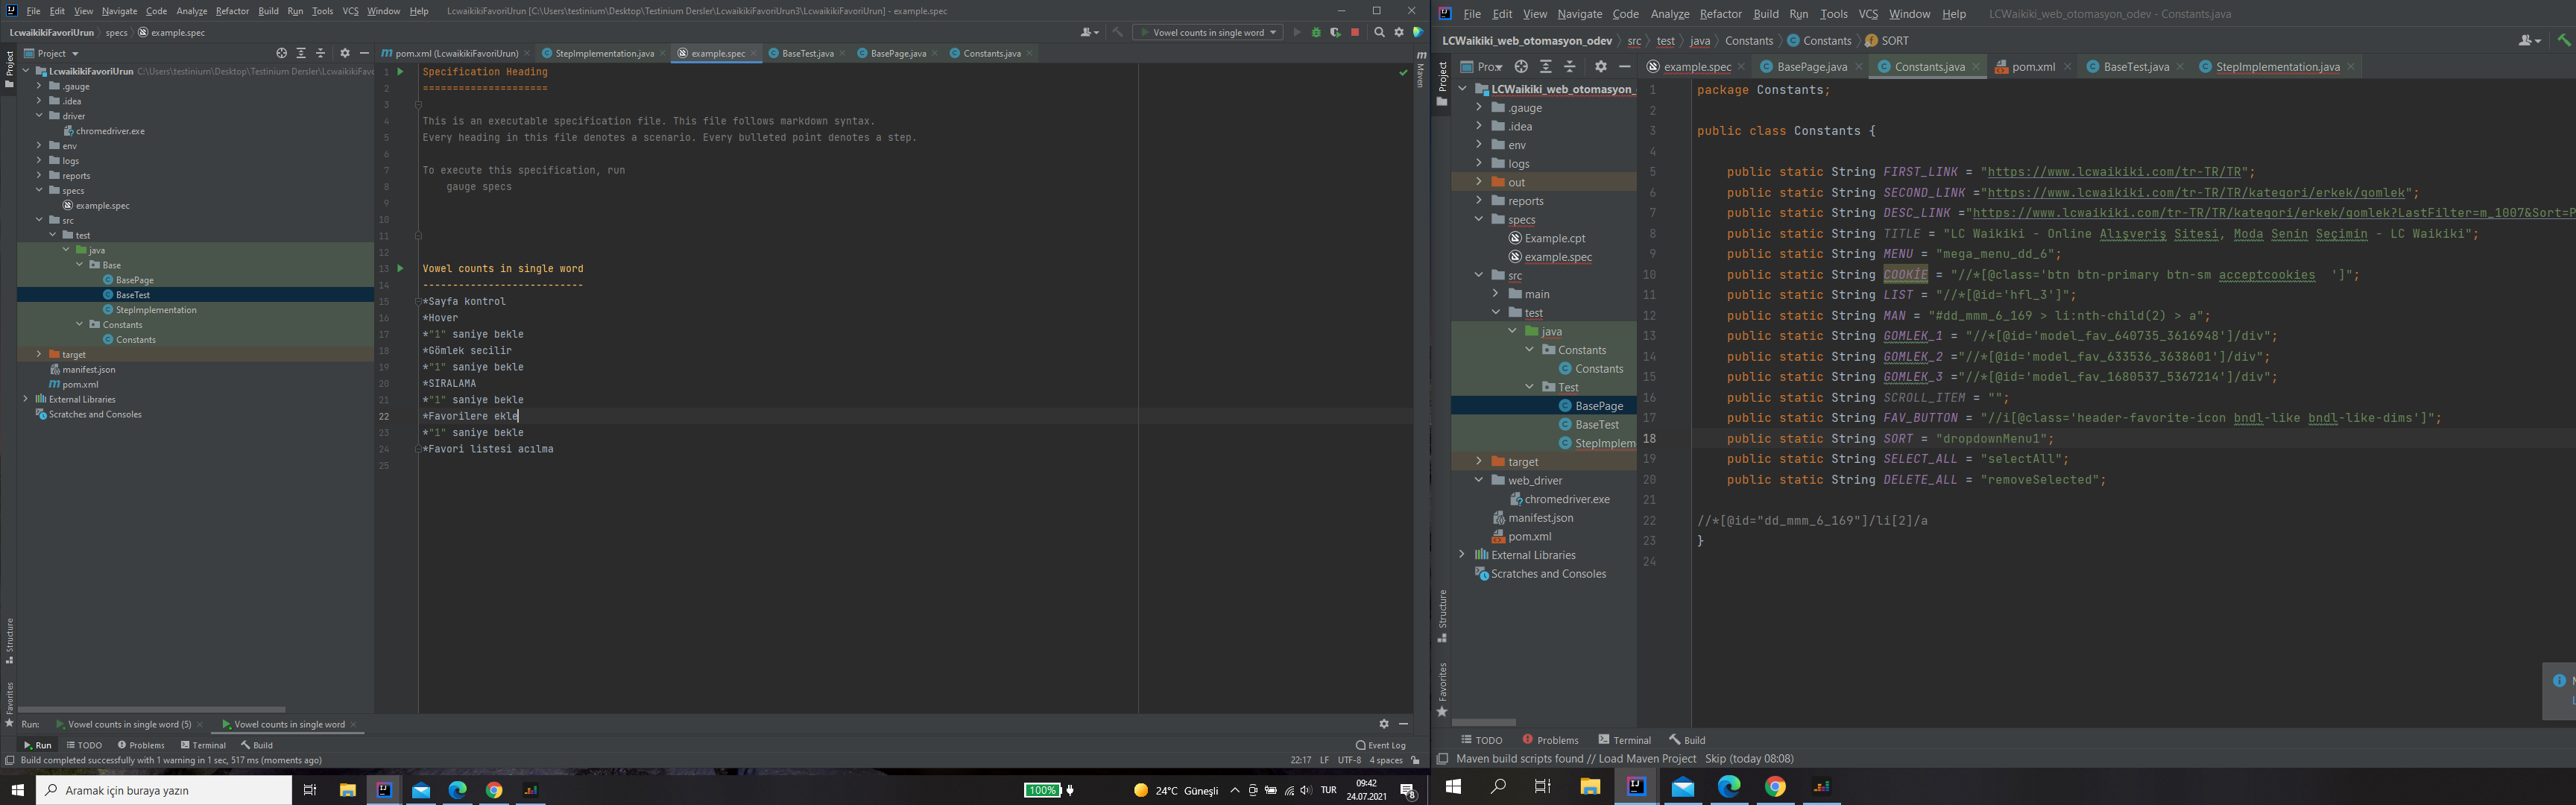 File Edit View Navigate Code Analyze Refactor Build Run Tools VCS Window Help LcwaikikiFavoriUrun [C:\Users\testinium\Desktop\Testinium Dersler\LcwaikikiFavoriUrun3\LcwaikikiFavoriUrun] - example.spec
LcwaikikiFavoriUrun specs example.spec Vowel counts in single word
Project pom.xml (LcwaikikiFavoriUrun) StepImplementation.java example.spec BaseTest.java BasePage.java Constants.java
Project
Structure
Favorites
Maven
LcwaikikiFavoriUrun C:\Users\testinium\Desktop\Testinium Dersler\LcwaikikiFavo
.gauge
.idea
driver
chromedriver.exe
env
logs
reports
specs
example.spec
src
test
java
Base
BasePage
BaseTest
StepImplementation
Constants
Constants
target
manifest.json
pom.xml
External Libraries
Scratches and Consoles
1 Specification Heading
2 =====================
3
4 This is an executable specification file. This file follows markdown syntax.
5 Every heading in this file denotes a scenario. Every bulleted point denotes a step.
6
7 To execute this specification, run
8 gauge specs
9
10
11
12
13 Vowel counts in single word
14 ---------------------------
15 *Sayfa kontrol
16 *Hover
17 *"1" saniye bekle
18 *Gömlek secilir
19 *"1" saniye bekle
20 *SIRALAMA
21 *"1" saniye bekle
22 *Favorilere ekle
23 *"1" saniye bekle
24 *Favori listesi acılma
25
Run: Vowel counts in single word (5) Vowel counts in single word
Run TODO Problems Terminal Build Event Log
Build completed successfully with 1 warning in 1 sec, 517 ms (moments ago) 22:17 LF UTF-8 4 spaces
Aramak için buraya yazın 100% 24°C Güneşli TUR 09:42
24.07.2021 8
File Edit View Navigate Code Analyze Refactor Build Run Tools VCS Window Help LCWaikiki_web_otomasyon_odev - Constants.java
LCWaikiki_web_otomasyon_odev src test java Constants Constants SORT
Pro example.spec BasePage.java Constants.java pom.xml BaseTest.java StepImplementation.java
Project
Structure
Favorites
LCWaikiki_web_otomasyon_
.gauge
.idea
env
logs
out
reports
specs
Example.cpt
example.spec
src
main
test
java
Constants
Constants
Test
BasePage
BaseTest
StepImplem
target
web_driver
chromedriver.exe
manifest.json
pom.xml
External Libraries
Scratches and Consoles
1 package Constants;
2
3 public class Constants {
4
5 public static String FIRST_LINK = "https://www.lcwaikiki.com/tr-TR/TR";
6 public static String SECOND_LINK ="https://www.lcwaikiki.com/tr-TR/TR/kategori/erkek/gomlek";
7 public static String DESC_LINK ="https://www.lcwaikiki.com/tr-TR/TR/kategori/erkek/gomlek?LastFilter=m_1007&Sort=P
8 public static String TITLE = "LC Waikiki - Online Alışveriş Sitesi, Moda Senin Seçimin - LC Waikiki";
9 public static String MENU = "mega_menu_dd_6";
10 public static String COOKİE = "//*[@class='btn btn-primary btn-sm acceptcookies  ']";
11 public static String LIST = "//*[@id='hfl_3']";
12 public static String MAN = "#dd_mmm_6_169 > li:nth-child(2) > a";
13 public static String GOMLEK_1 = "//*[@id='model_fav_640735_3616948']/div";
14 public static String GOMLEK_2 ="//*[@id='model_fav_633536_3638601']/div";
15 public static String GOMLEK_3 ="//*[@id='model_fav_1680537_5367214']/div";
16 public static String SCROLL_ITEM = "";
17 public static String FAV_BUTTON = "//i[@class='header-favorite-icon bndl-like bndl-like-dims']";
18 public static String SORT = "dropdownMenu1";
19 public static String SELECT_ALL = "selectAll";
20 public static String DELETE_ALL = "removeSelected";
21
22 //*[@id="dd_mmm_6_169"]/li[2]/a
23 }
24
TODO Problems Terminal Build
Maven build scripts found // Load Maven Project Skip (today 08:08)